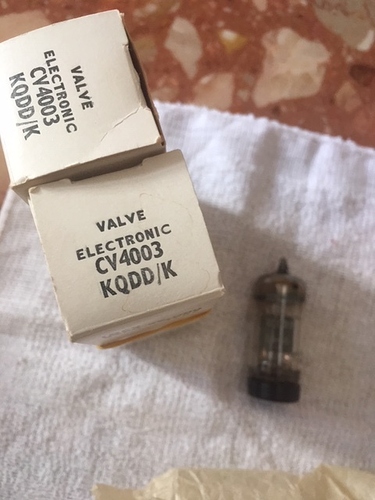 VALVE
ELECTRONIC
CV4003
KQDD/K
VALVE
ELECTRONIC
CV4003
KQDD/K